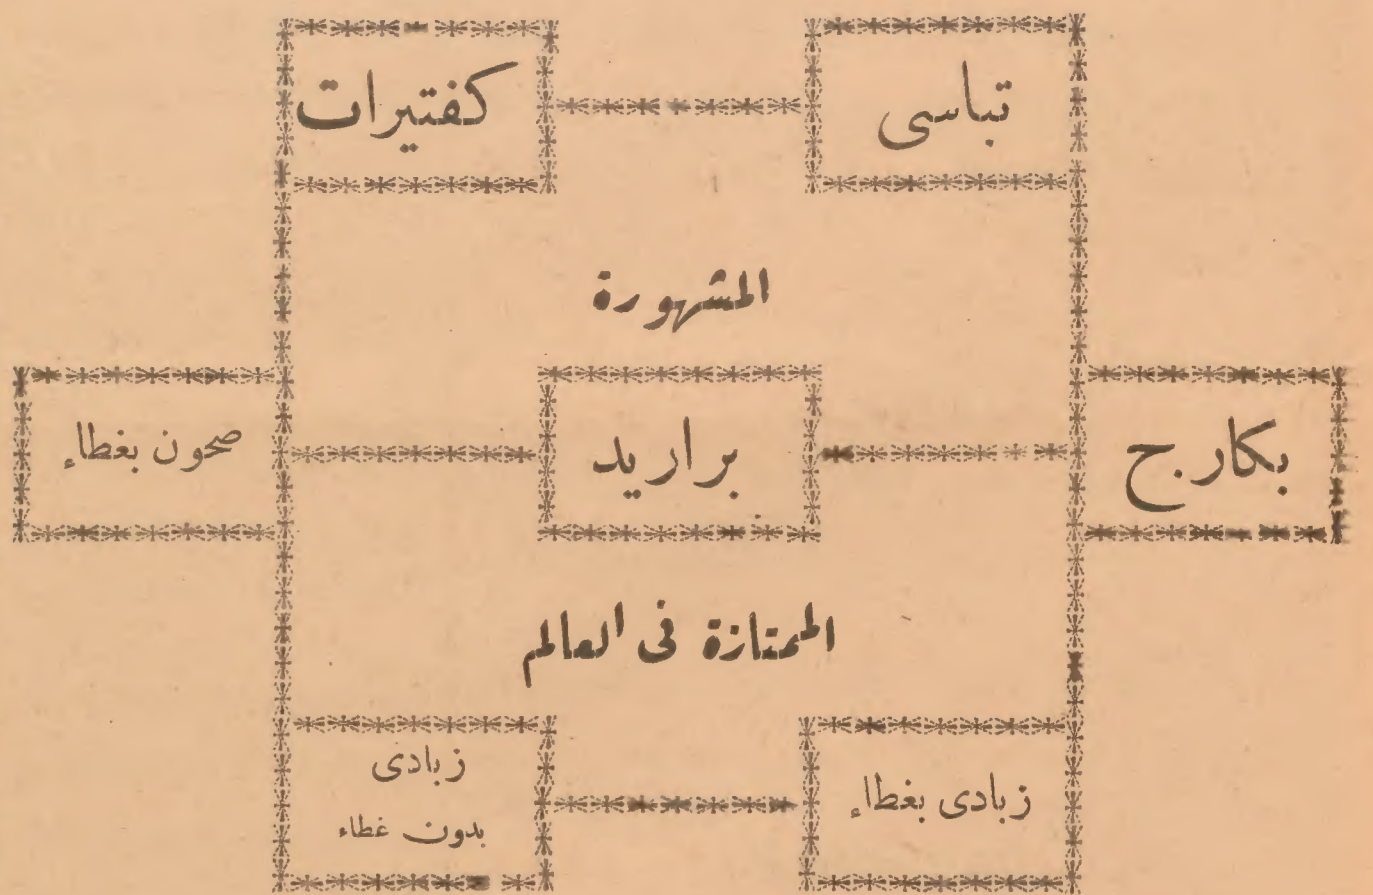 تباسى
كفتيرات
المشهورة
بكارج
براريد
صحون بغطاء
الممتازة فى العالم
زبادى بغطاء
زبادى
بدون غطاء